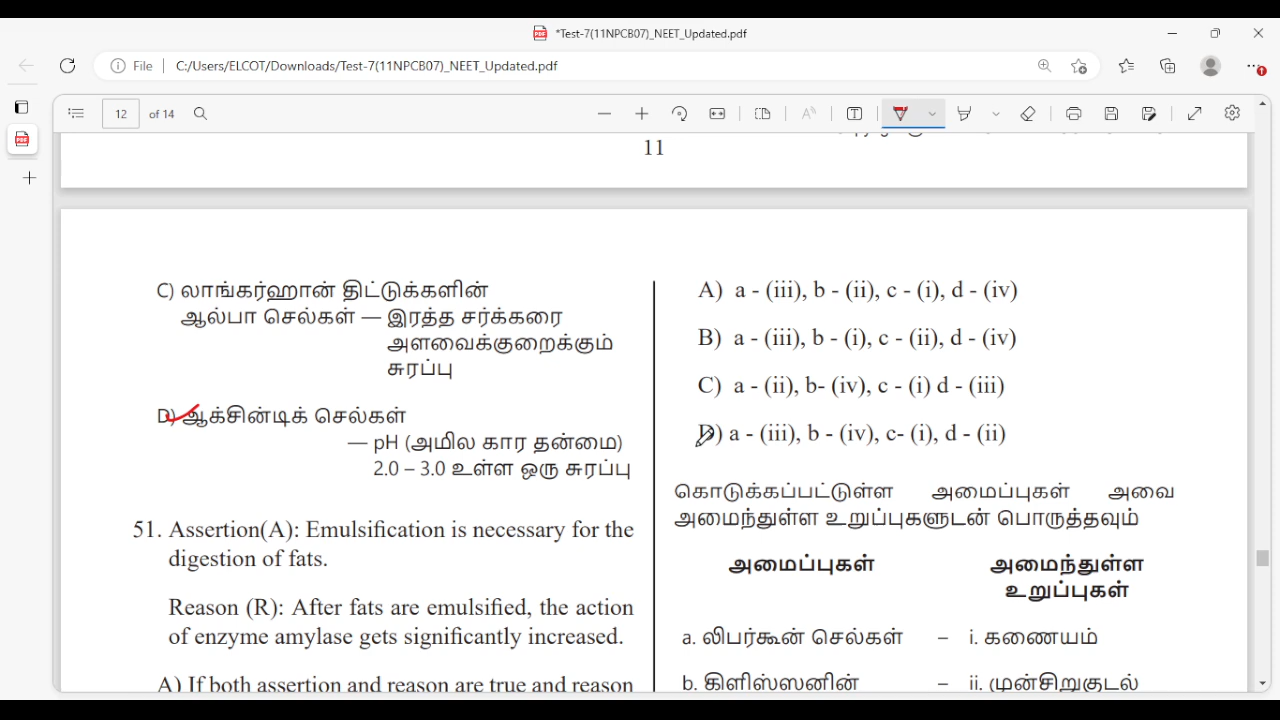 *Test-7(11NPCB07)_NEET_Updated.pdf
File C:/Users/ELCOT/Downloads/Test-7(11NPCB07)_NEET_Updated.pdf
12 of 14
11
C) லாங்கர்ஹான் திட்டுக்களின்
ஆல்பா செல்கள் — இரத்த சர்க்கரை
அளவைக்குறைக்கும்
சுரப்பு
D) ஆக்சின்டிக் செல்கள்
— pH (அமில கார தன்மை)
2.0 – 3.0 உள்ள ஒரு சுரப்பு
51. Assertion(A): Emulsification is necessary for the
digestion of fats.
Reason (R): After fats are emulsified, the action
of enzyme amylase gets significantly increased.
A) If both assertion and reason are true and reason
A) a - (iii), b - (ii), c - (i), d - (iv)
B) a - (iii), b - (i), c - (ii), d - (iv)
C) a - (ii), b- (iv), c - (i) d - (iii)
D) a - (iii), b - (iv), c- (i), d - (ii)
கொடுக்கப்பட்டுள்ள அமைப்புகள் அவை
அமைந்துள்ள உறுப்புகளுடன் பொருத்தவும்
அமைப்புகள் அமைந்துள்ள
உறுப்புகள்
a. லிபர்கூன் செல்கள் – i. கணையம்
b. கிளிஸ்ஸனின் – ii. முன்சிறுகுடல்